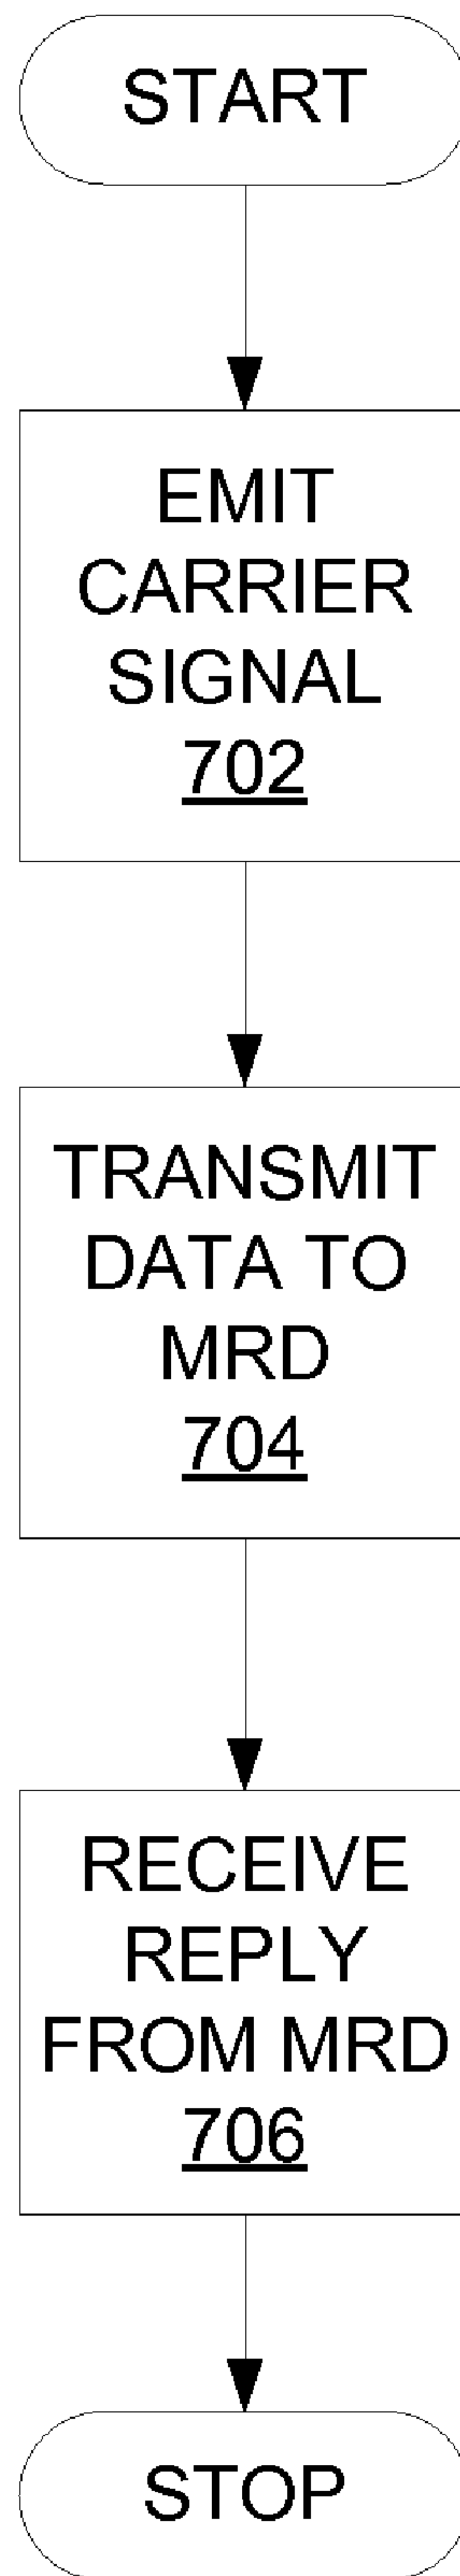 START
EMIT
CARRIER
SIGNAL
702
TRANSMIT
DATA TO
MRD
704
RECEIVE
REPLY
FROM MRD
706
STOP